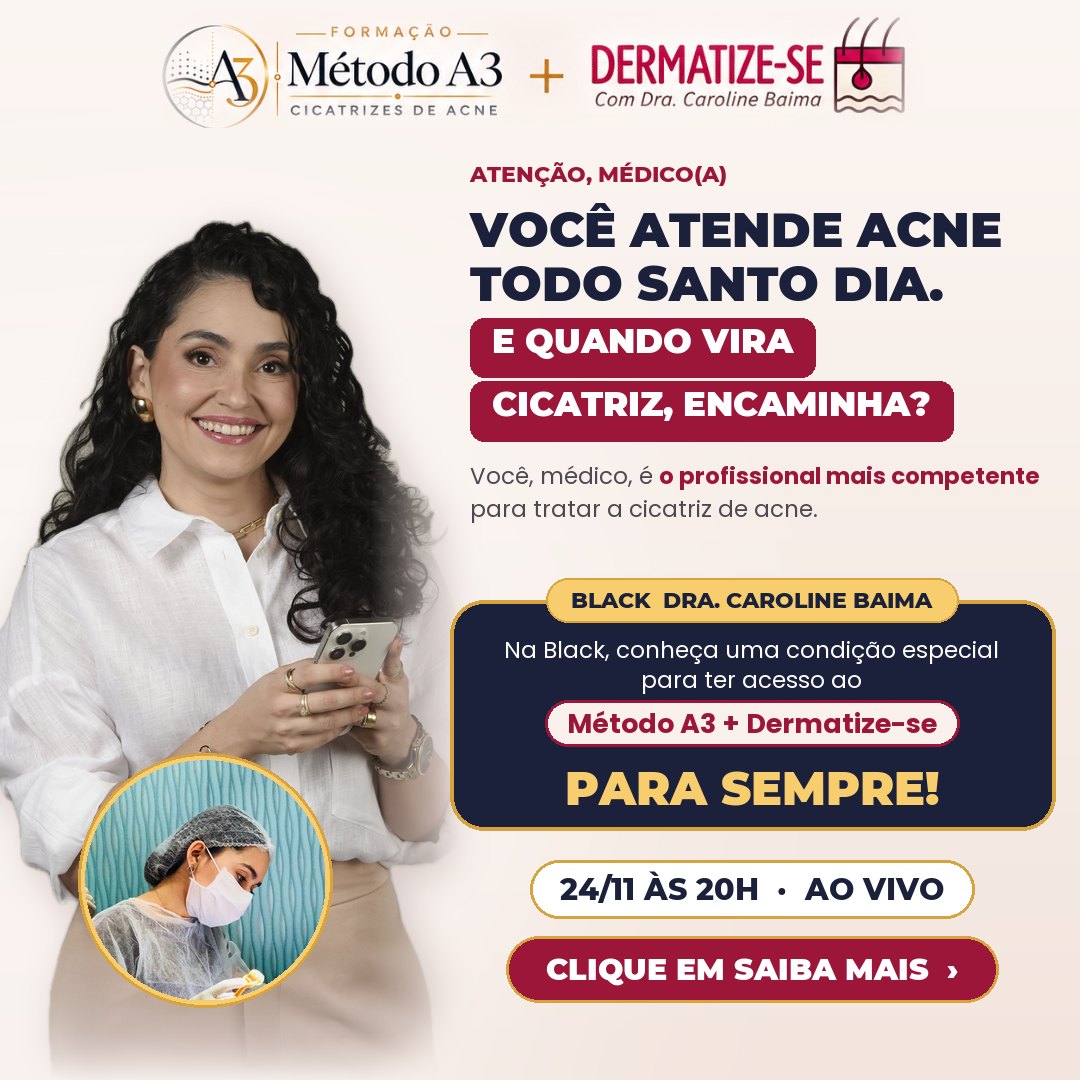 FORMAÇÃO
A3
Método A3
CICATRIZES DE ACNE
+
DERMATIZE-SE
Com Dra. Caroline Baima
ATENÇÃO, MÉDICO(A)
VOCÊ ATENDE ACNE
TODO SANTO DIA.
E QUANDO VIRA
CICATRIZ, ENCAMINHA?
Você, médico, é o profissional mais competente
para tratar a cicatriz de acne.
BLACK DRA. CAROLINE BAIMA
Na Black, conheça uma condição especial
para ter acesso ao
Método A3 + Dermatize-se
PARA SEMPRE!
24/11 ÀS 20H • AO VIVO
CLIQUE EM SAIBA MAIS ›